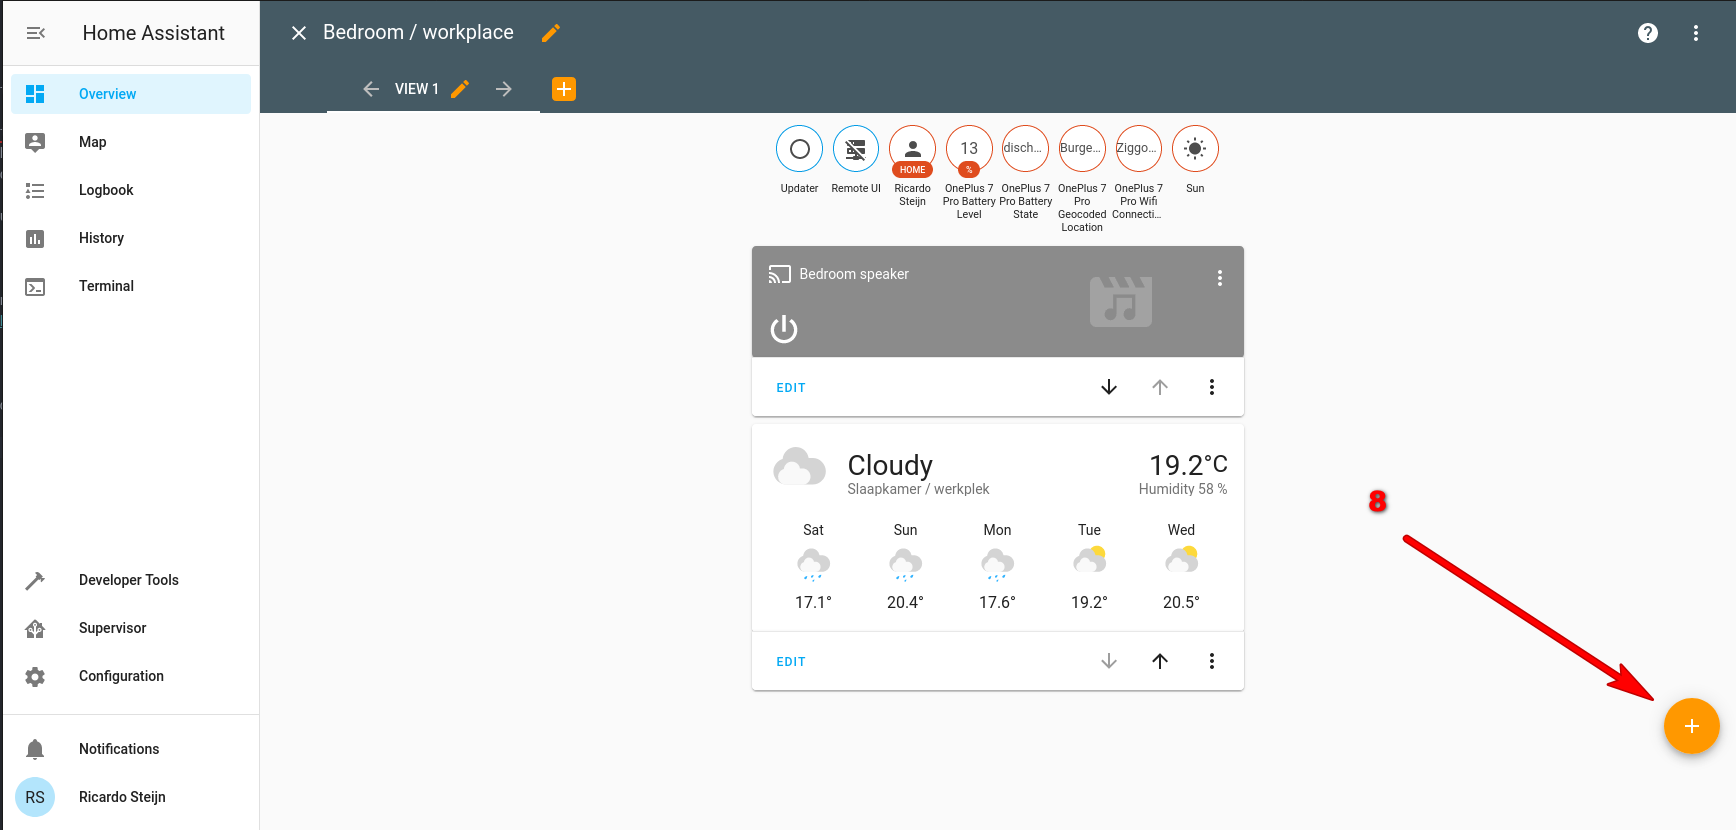 Home Assistant
Bedroom / workplace
Overview
Map
Logbook
History
Terminal
Developer Tools
Supervisor
Configuration
Notifications
RS
Ricardo Steijn
VIEW 1
13
disch...
Burge...
Ziggo...
HOME
%
Updater
Remote UI
Ricardo
Steijn
OnePlus 7
Pro Battery
Level
OnePlus 7
Pro Battery
State
OnePlus 7
Pro
Geocoded
Location
OnePlus 7
Pro Wifi
Connecti...
Sun
Bedroom speaker
EDIT
Cloudy
19.2°C
Slaapkamer / werkplek
Humidity 58 %
Sat Sun Mon Tue Wed
17.1° 20.4° 17.6° 19.2° 20.5°
EDIT
8